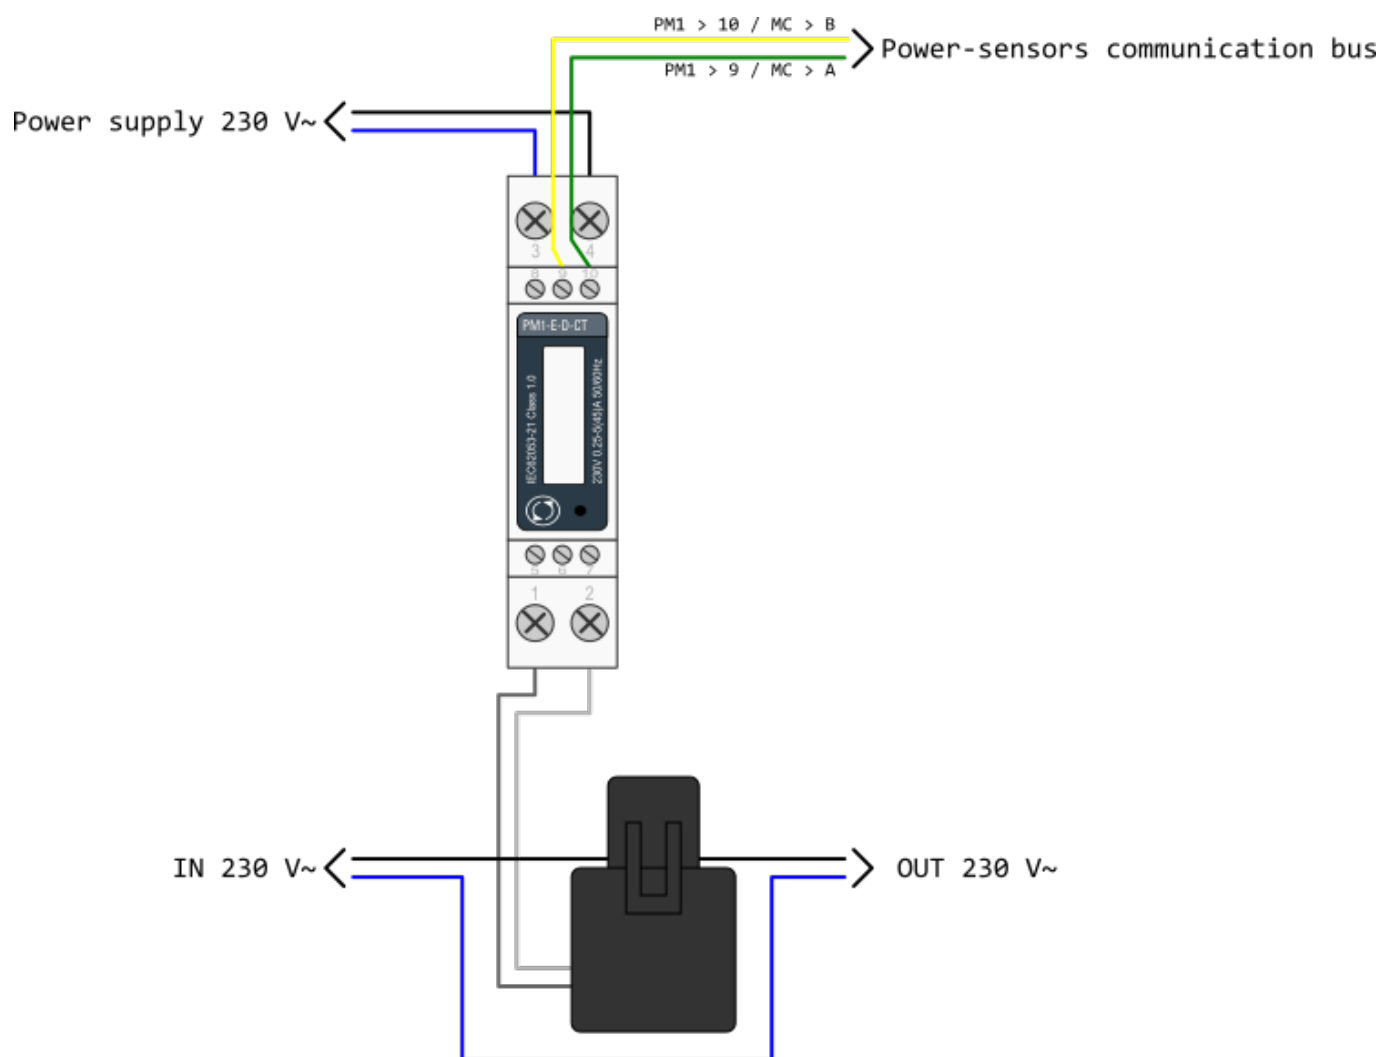 PM1 > 10 / MC > B
Power-sensors communication bus
PM1 > 9 / MC > A
Power supply 230 V~
3 4
8 9 10
PM1-E-D-CT
IEC62053-21 Class 1.0
230V 0.25-5(45)A 50/60Hz
5 6 7
1 2
IN 230 V~
OUT 230 V~